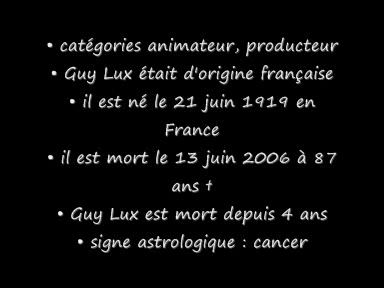 • catégories animateur, producteur
• Guy Lux était d'origine française
• il est né le 21 juin 1919 en
France
• il est mort le 13 juin 2006 à 87
ans †
• Guy Lux est mort depuis 4 ans
• signe astrologique : cancer